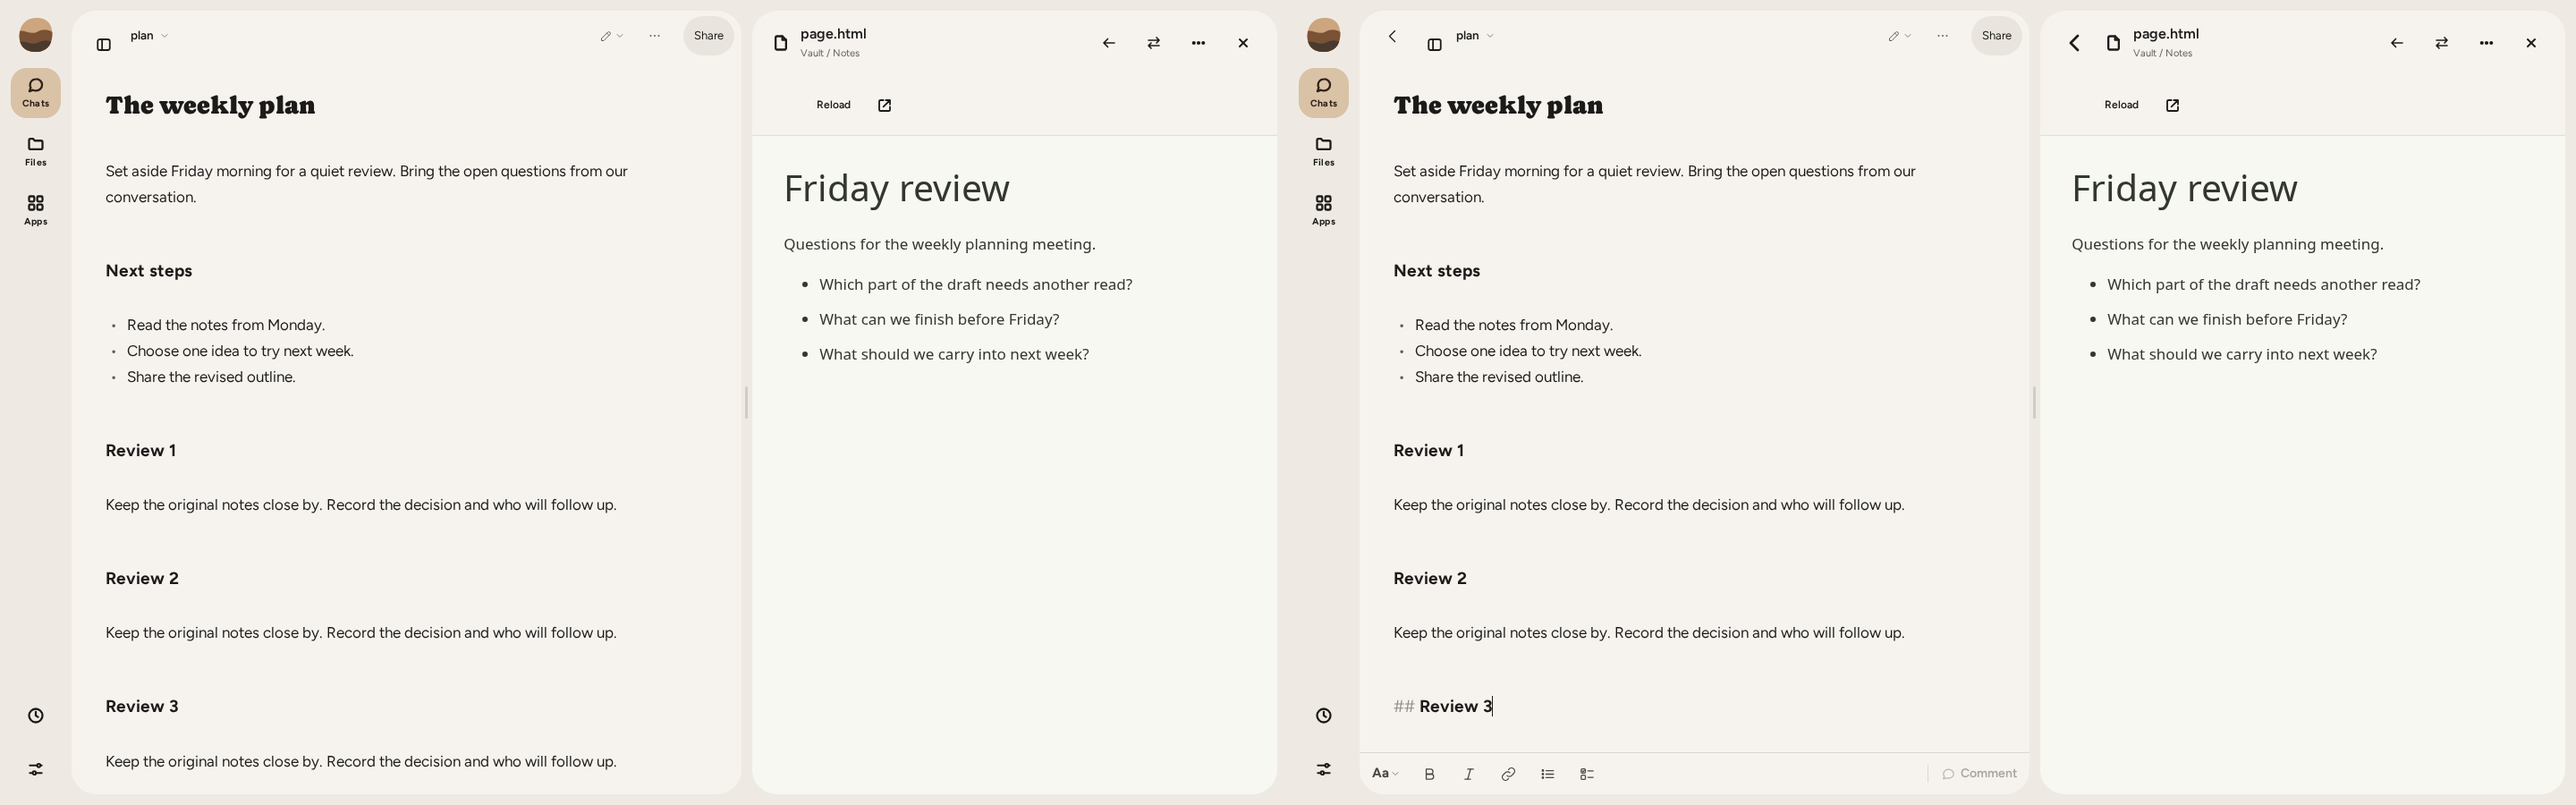 Chats
Files
Apps
plan
Share
The weekly plan
Set aside Friday morning for a quiet review. Bring the open questions from our
conversation.
Next steps
• Read the notes from Monday.
• Choose one idea to try next week.
• Share the revised outline.
Review 1
Keep the original notes close by. Record the decision and who will follow up.
Review 2
Keep the original notes close by. Record the decision and who will follow up.
Review 3
Keep the original notes close by. Record the decision and who will follow up.
page.html
Vault / Notes
Reload
Friday review
Questions for the weekly planning meeting.
• Which part of the draft needs another read?
• What can we finish before Friday?
• What should we carry into next week?
Chats
Files
Apps
plan
Share
The weekly plan
Set aside Friday morning for a quiet review. Bring the open questions from our
conversation.
Next steps
• Read the notes from Monday.
• Choose one idea to try next week.
• Share the revised outline.
Review 1
Keep the original notes close by. Record the decision and who will follow up.
Review 2
Keep the original notes close by. Record the decision and who will follow up.
## Review 3
Aa B I Comment
page.html
Vault / Notes
Reload
Friday review
Questions for the weekly planning meeting.
• Which part of the draft needs another read?
• What can we finish before Friday?
• What should we carry into next week?